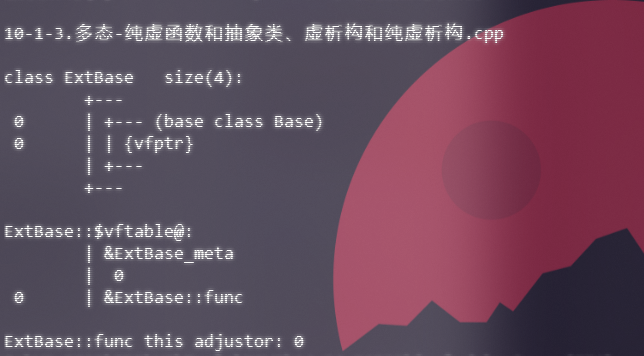 10-1-3.多态-纯虚函数和抽象类、虚析构和纯虚析构.cpp
class ExtBase   size(4):
        +---
 0      | +--- (base class Base)
 0      | | {vfptr}
        | +---
        +---
ExtBase::$vftable@:
        | &ExtBase_meta
        |  0
 0      | &ExtBase::func
ExtBase::func this adjustor: 0